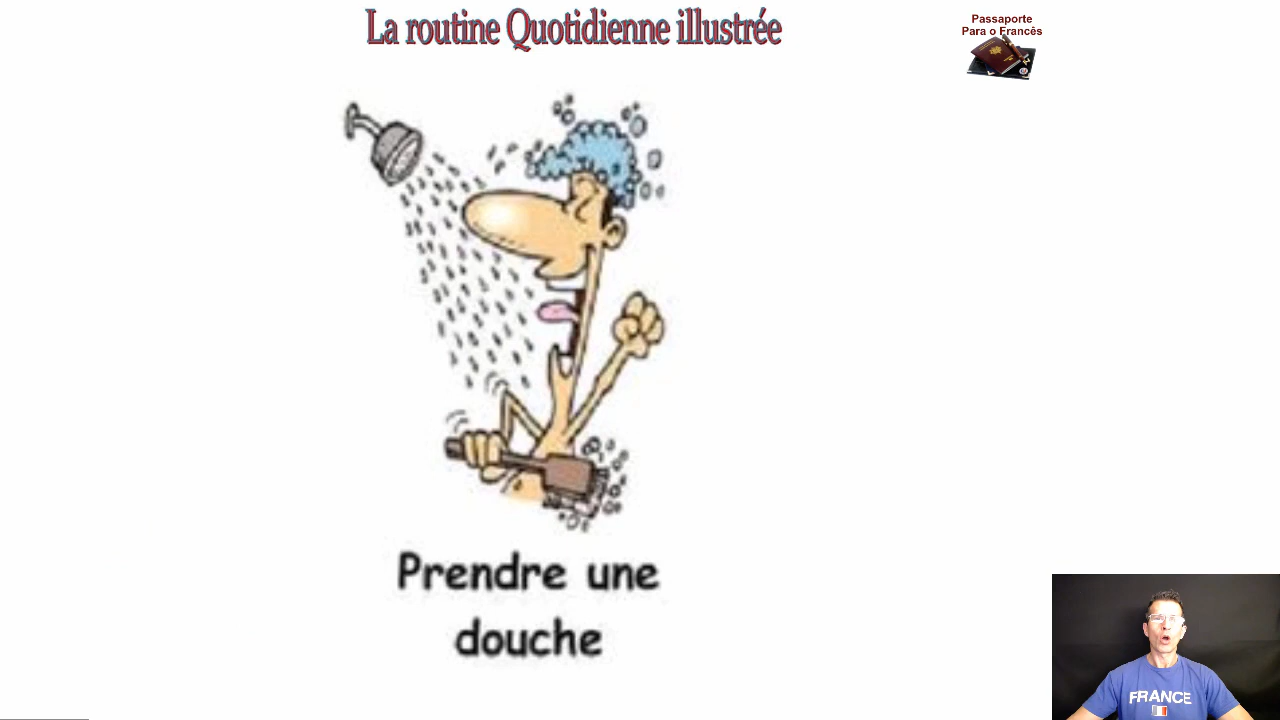 La routine Quotidienne illustrée
Passaporte
Para o Francês
Prendre une
douche
FRANCE